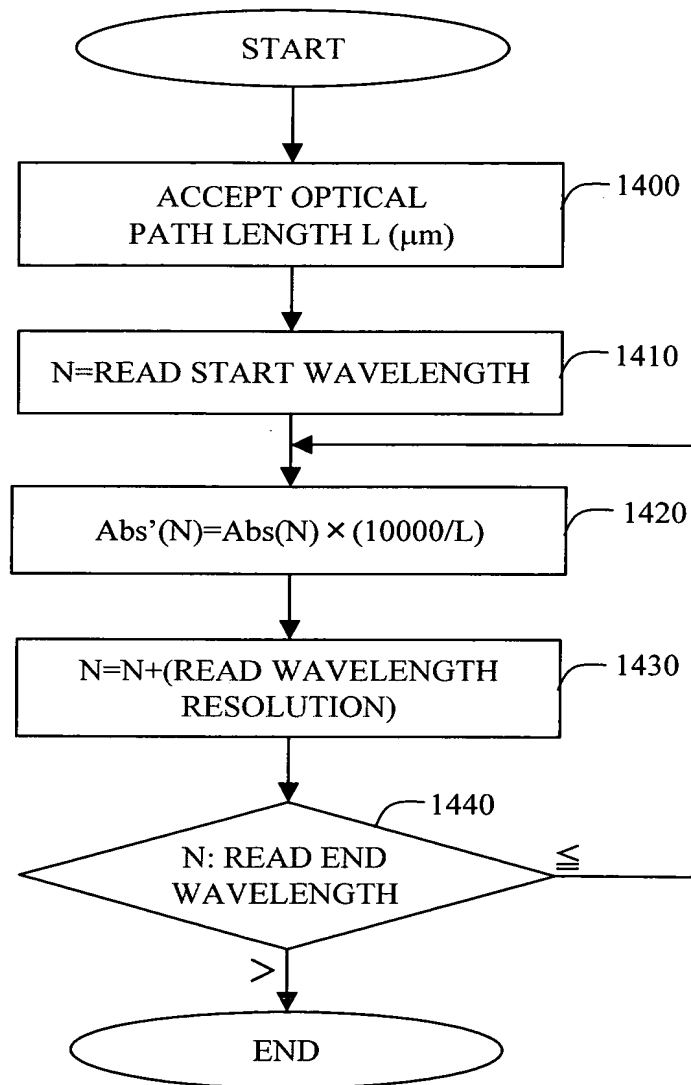 START
ACCEPT OPTICAL
PATH LENGTH L (μm)
1400
N=READ START WAVELENGTH
1410
Abs’(N)=Abs(N)×(10000/L)
1420
N=N+(READ WAVELENGTH
RESOLUTION)
1430
1440
N: READ END
WAVELENGTH
≦
>
END